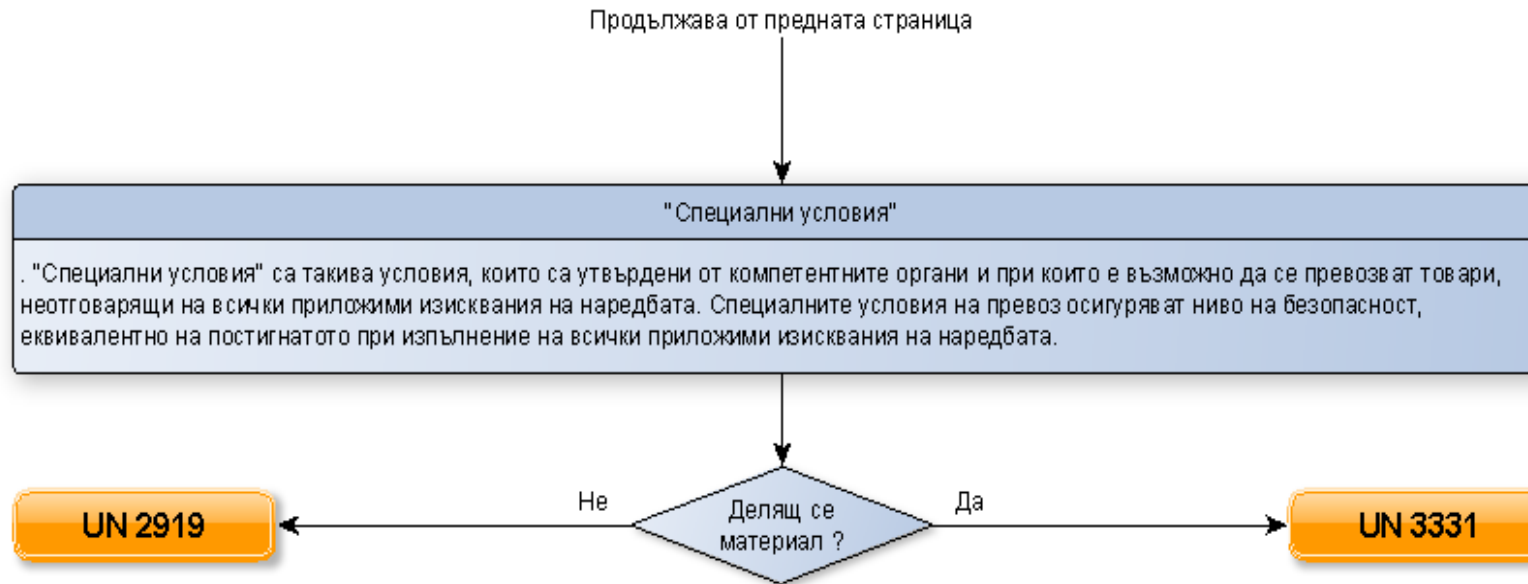 Продължава от предната страница
"Специални условия"
. "Специални условия" са такива условия, които са утвърдени от компетентните органи и при които е възможно да се превозват товари,
неотговарящи на всички приложими изисквания на наредбата. Специалните условия на превоз осигуряват ниво на безопасност,
еквивалентно на постигнатото при изпълнение на всички приложими изисквания на наредбата.
Не
Да
UN 2919
Делящ се
материал ?
UN 3331